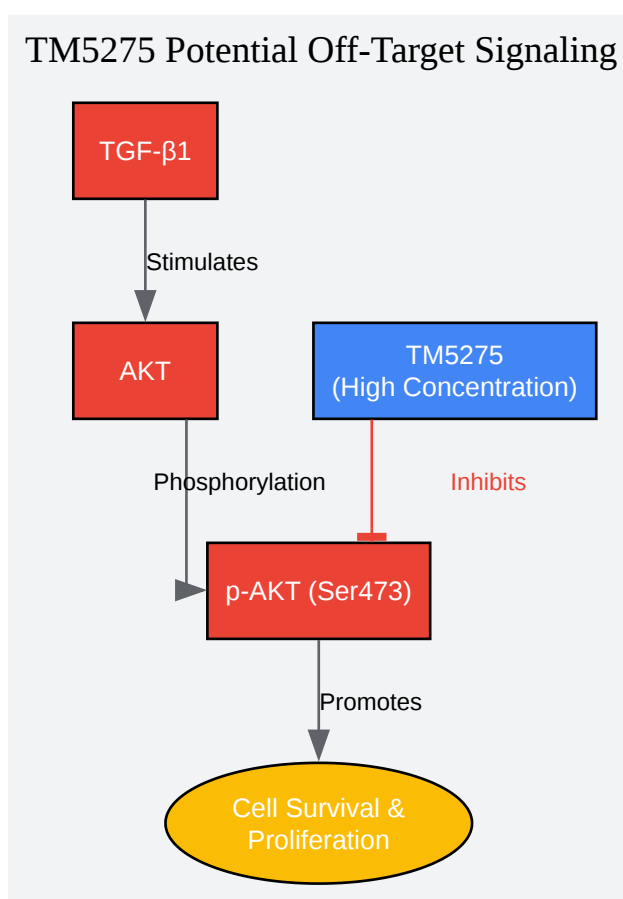 TM5275 Potential Off-Target Signaling
TGF-β1
Stimulates
AKT
TM5275
(High Concentration)
Phosphorylation
Inhibits
p-AKT (Ser473)
Promotes
Cell Survival &
Proliferation